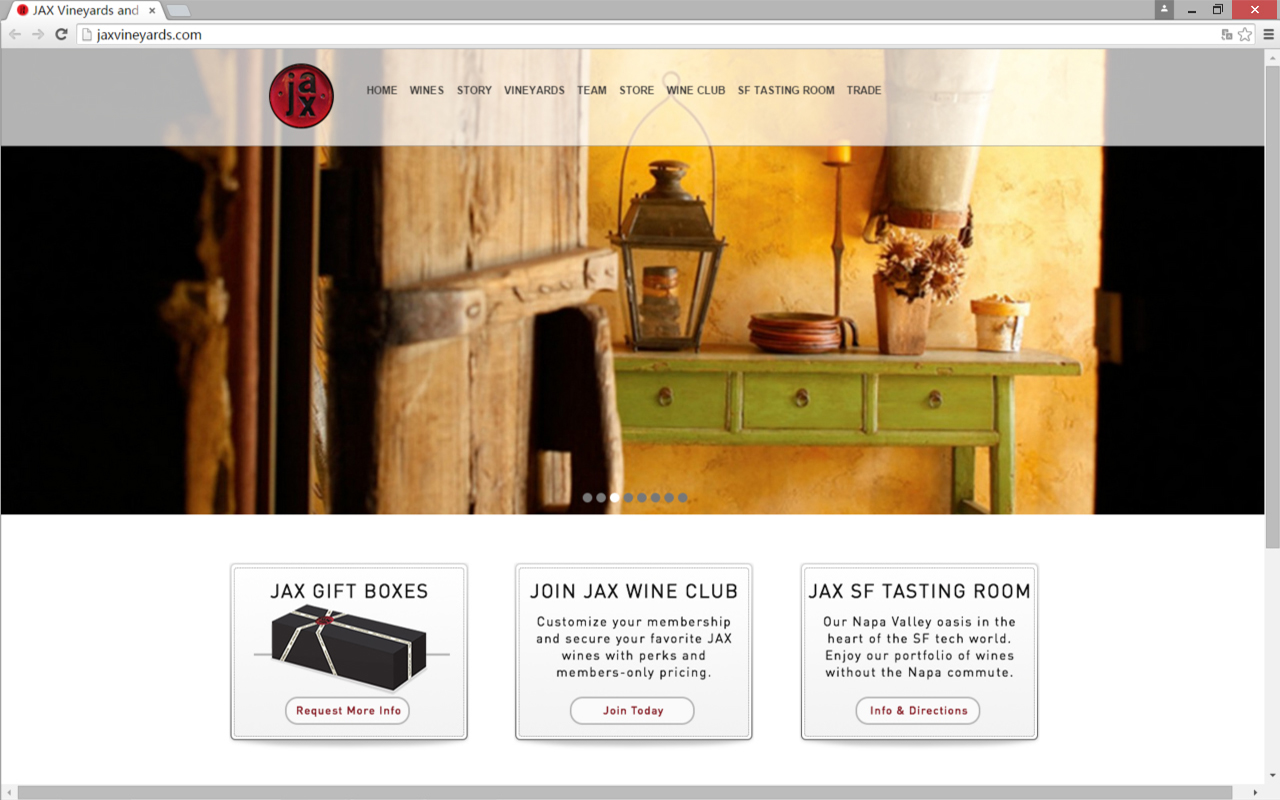 JAX Vineyards and
jaxvineyards.com
jax
HOME WINES STORY VINEYARDS TEAM STORE WINE CLUB SF TASTING ROOM TRADE
JAX GIFT BOXES
Request More Info
JOIN JAX WINE CLUB
Customize your membership
and secure your favorite JAX
wines with perks and
members-only pricing.
Join Today
JAX SF TASTING ROOM
Our Napa Valley oasis in the
heart of the SF tech world.
Enjoy our portfolio of wines
without the Napa commute.
Info & Directions